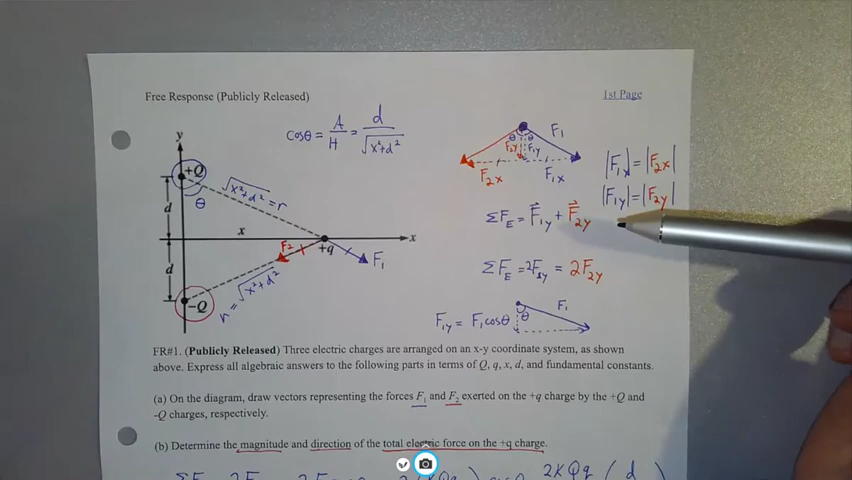 Free Response (Publicly Released)
1st Page
y
cosθ = A/H = d/√x²+d²
+Q
θ
√x²+d² = r
d
x
d
F₂
+q
F₁
x
-Q
r = √x²+d²
θ θ
F₁
F₂y
F₁y
F₂x
F₁x
|F₁x| = |F₂x|
|F₁y| = |F₂y|
ΣF_E = F⃗₁y + F⃗₂y
ΣF_E = 2F₁y = 2F₂y
F₁y = F₁cosθ
θ
F₁
FR#1. (Publicly Released) Three electric charges are arranged on an x-y coordinate system, as shown
above. Express all algebraic answers to the following parts in terms of Q, q, x, d, and fundamental constants.
(a) On the diagram, draw vectors representing the forces F₁ and F₂ exerted on the +q charge by the +Q and
-Q charges, respectively.
(b) Determine the magnitude and direction of the total electric force on the +q charge.